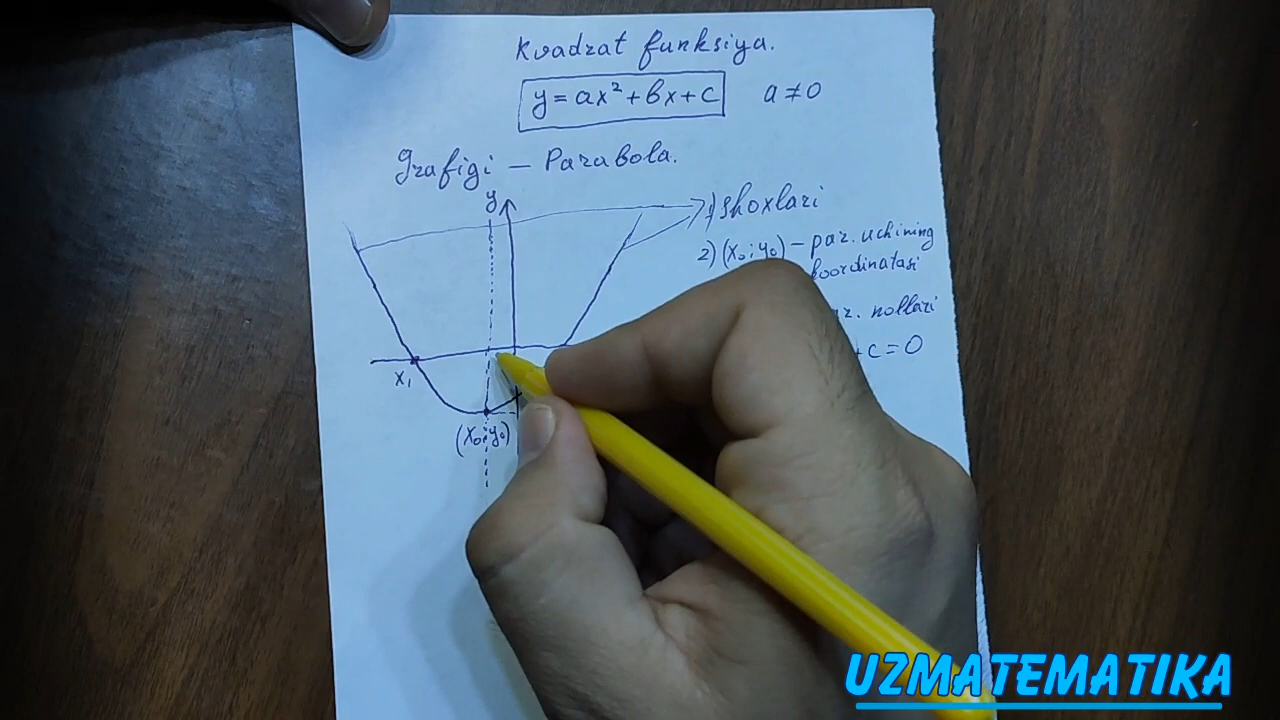 Kvadrat funksiya.
y = ax² + bx + c a ≠ 0
Grafigi — Parabola.
y
1) shoxlari
2) (x₀; y₀) – par. uchining
koordinatasi
nollari
+c = 0
x₁
(x₀; y₀)
UZMATEMATIKA